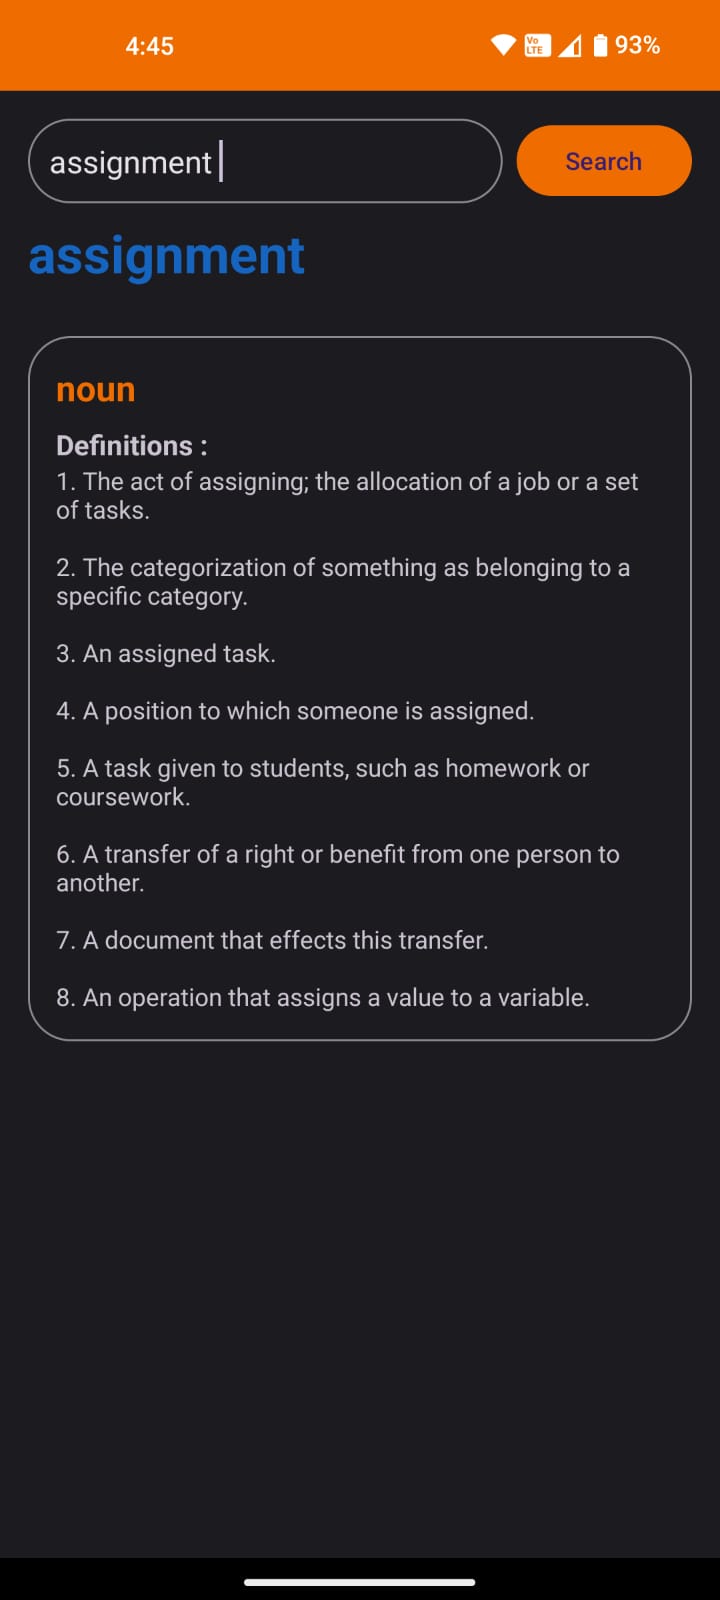 4:45
Vo LTE
93%
assignment
Search
assignment
noun
Definitions :
1. The act of assigning; the allocation of a job or a set
of tasks.
2. The categorization of something as belonging to a
specific category.
3. An assigned task.
4. A position to which someone is assigned.
5. A task given to students, such as homework or
coursework.
6. A transfer of a right or benefit from one person to
another.
7. A document that effects this transfer.
8. An operation that assigns a value to a variable.